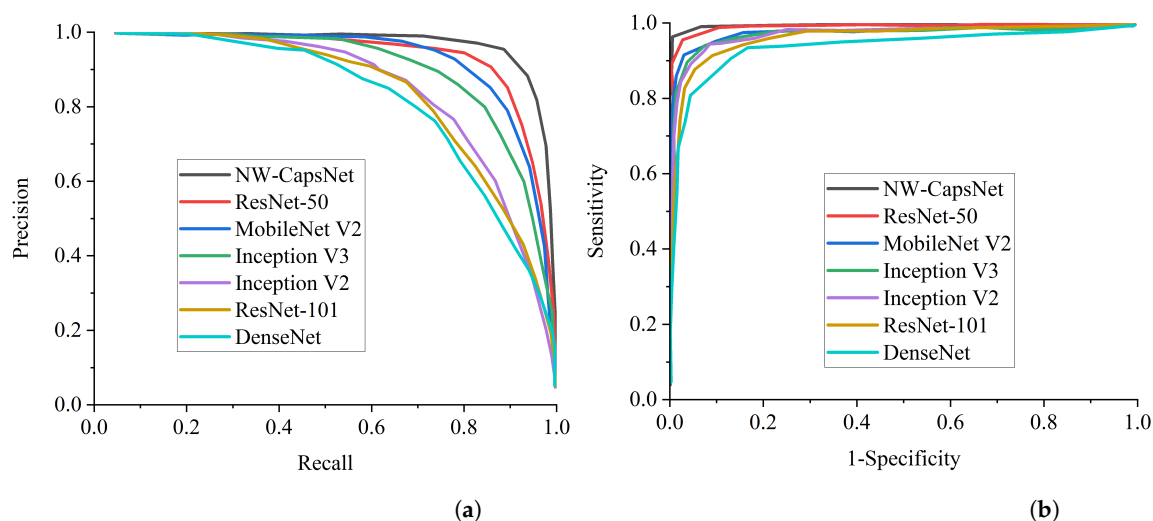 1.0
0.8
0.6
0.4
0.2
0.0
Precision
NW-CapsNet
ResNet-50
MobileNet V2
Inception V3
Inception V2
ResNet-101
DenseNet
0.0 0.2 0.4 0.6 0.8 1.0
Recall
(a)
1.0
0.8
0.6
0.4
0.2
0.0
Sensitivity
NW-CapsNet
ResNet-50
MobileNet V2
Inception V3
Inception V2
ResNet-101
DenseNet
0.0 0.2 0.4 0.6 0.8 1.0
1-Specificity
(b)